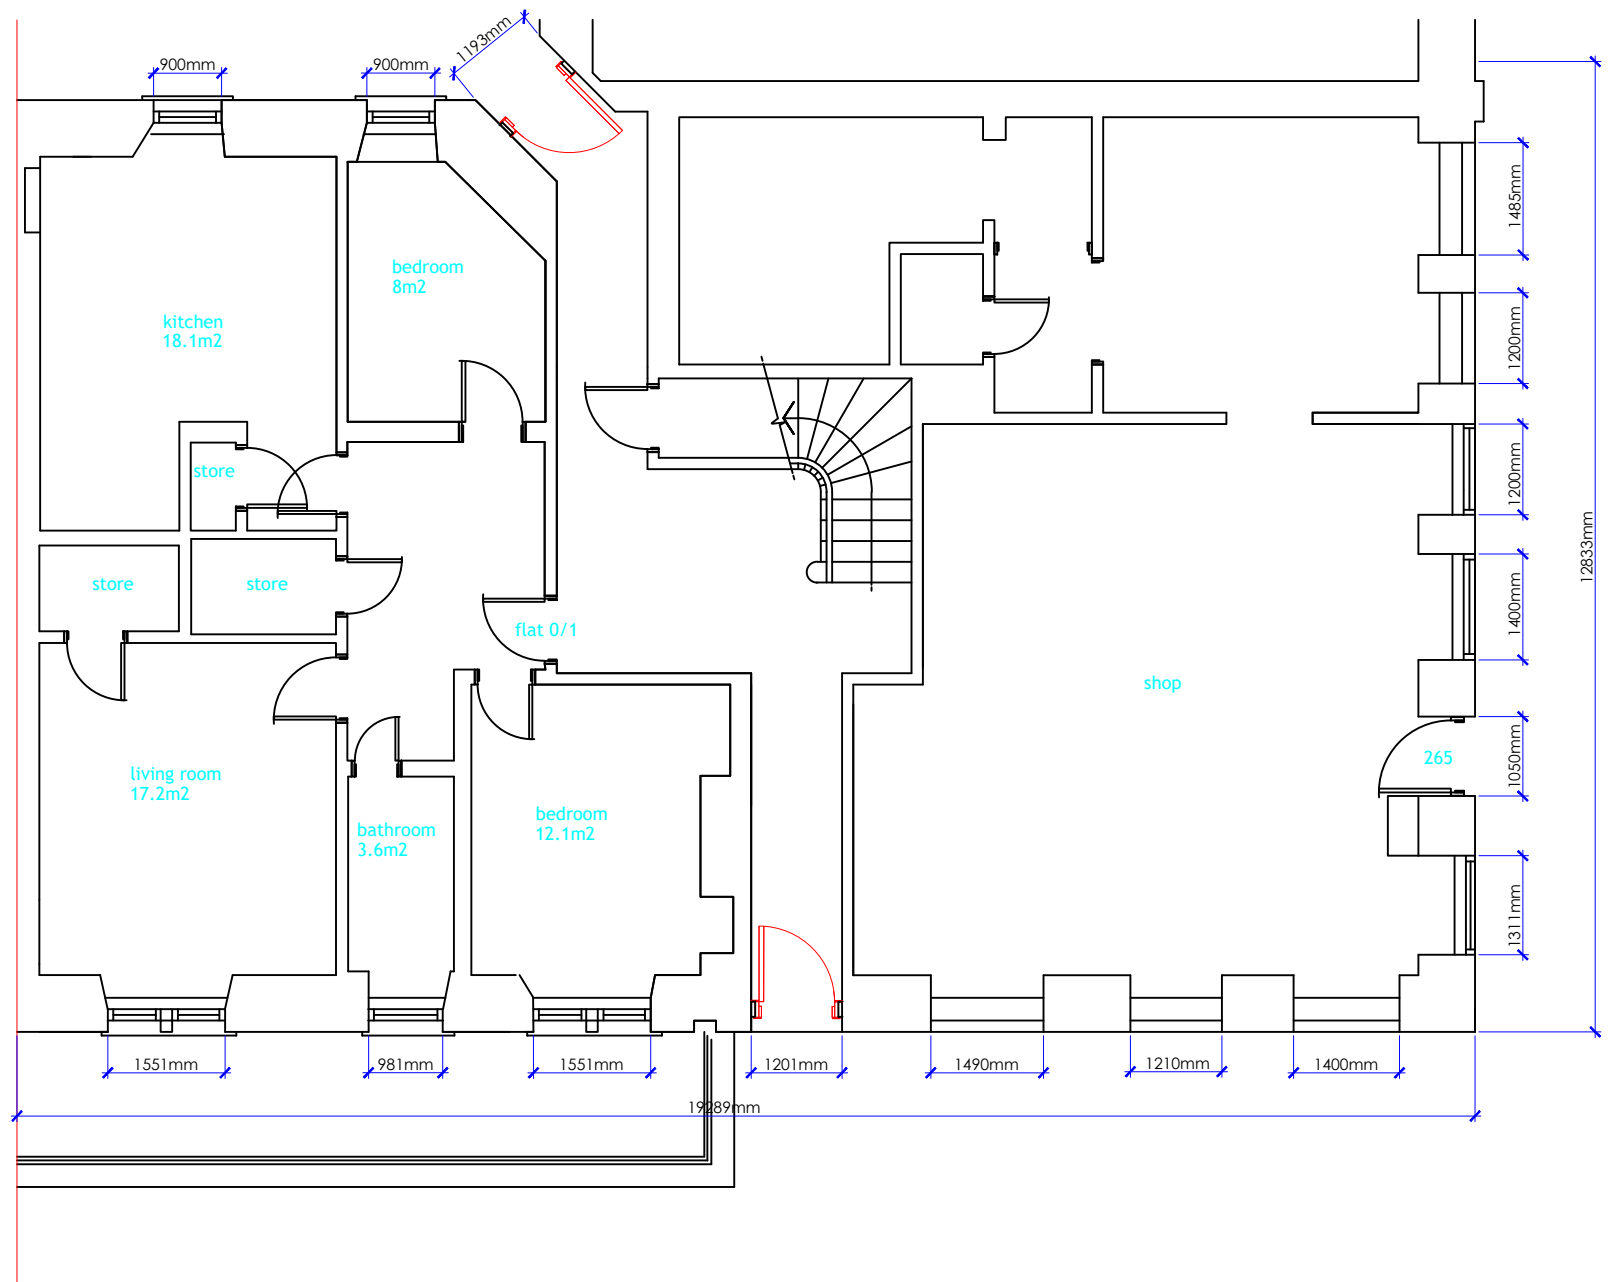 1193mm
900mm
900mm
1485mm
bedroom
8m2
kitchen
18.1m2
1200mm
store
1200mm
12833mm
store
store
1400mm
flat 0/1
shop
1050mm
265
living room
17.2m2
bedroom
12.1m2
bathroom
3.6m2
1311mm
1551mm
981mm
1551mm
1201mm
1490mm
1210mm
1400mm
19289mm